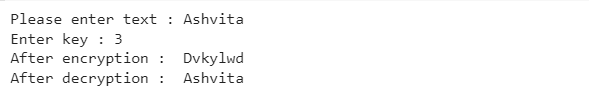 Please enter text : Ashvita
Enter key : 3
After encryption :  Dvkylwd
After decryption :  Ashvita